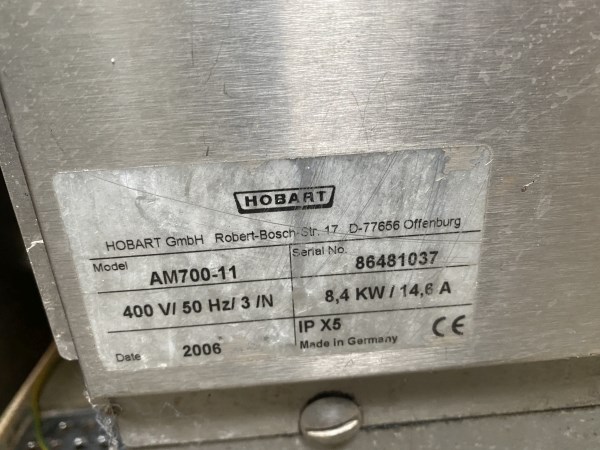 HOBART
HOBART GmbH Robert-Bosch-Str. 17 D-77656 Offenburg
Model AM700-11
Serial No. 86481037
400 V/ 50 Hz/ 3 /N
8,4 KW / 14,6 A
Date 2006
IP X5
Made in Germany
CE